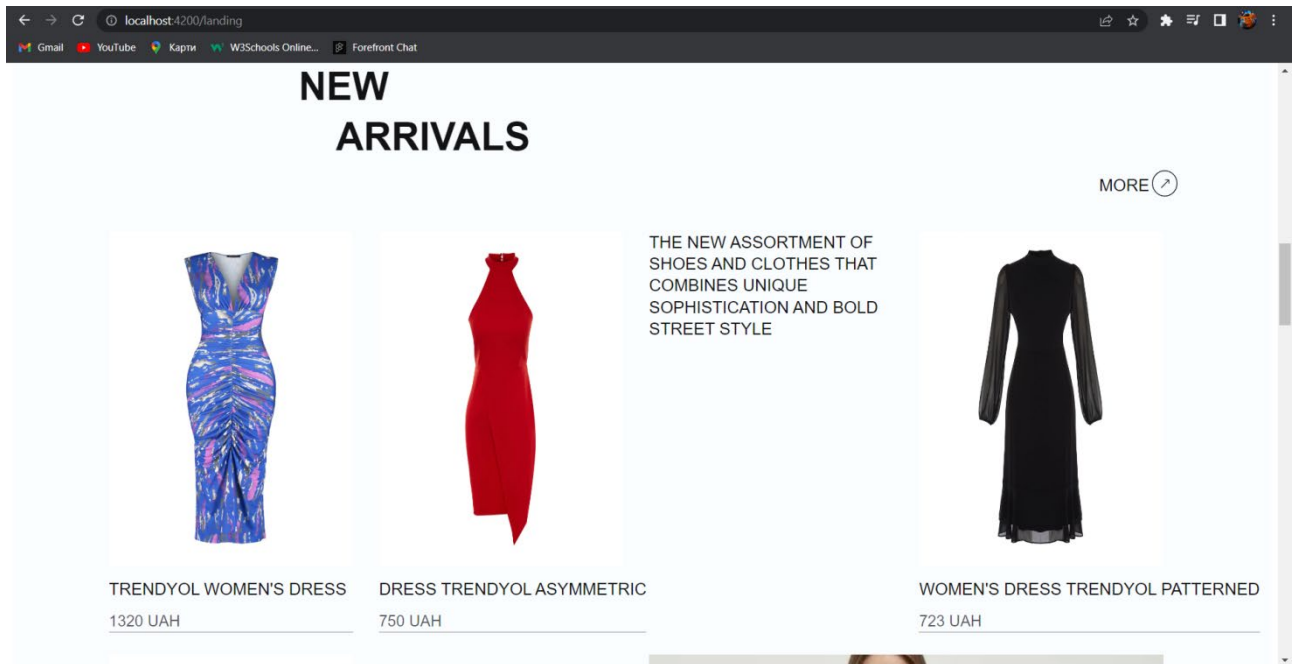 localhost:4200/landing
Gmail YouTube Карти W3Schools Online... Forefront Chat
NEW
ARRIVALS
MORE
THE NEW ASSORTMENT OF
SHOES AND CLOTHES THAT
COMBINES UNIQUE
SOPHISTICATION AND BOLD
STREET STYLE
TRENDYOL WOMEN'S DRESS
1320 UAH
DRESS TRENDYOL ASYMMETRIC
750 UAH
WOMEN'S DRESS TRENDYOL PATTERNED
723 UAH